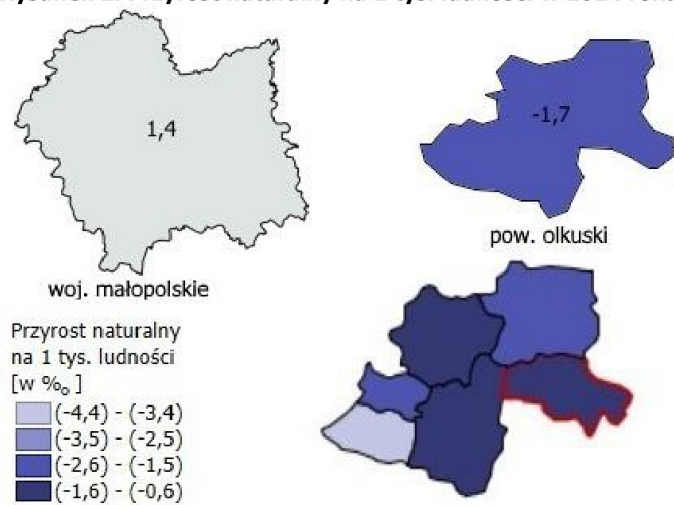 1,4
-1,7
pow. olkuski
woj. małopolskie
Przyrost naturalny
na 1 tys. ludności
[w ‰ ]
(-4,4) - (-3,4)
(-3,5) - (-2,5)
(-2,6) - (-1,5)
(-1,6) - (-0,6)